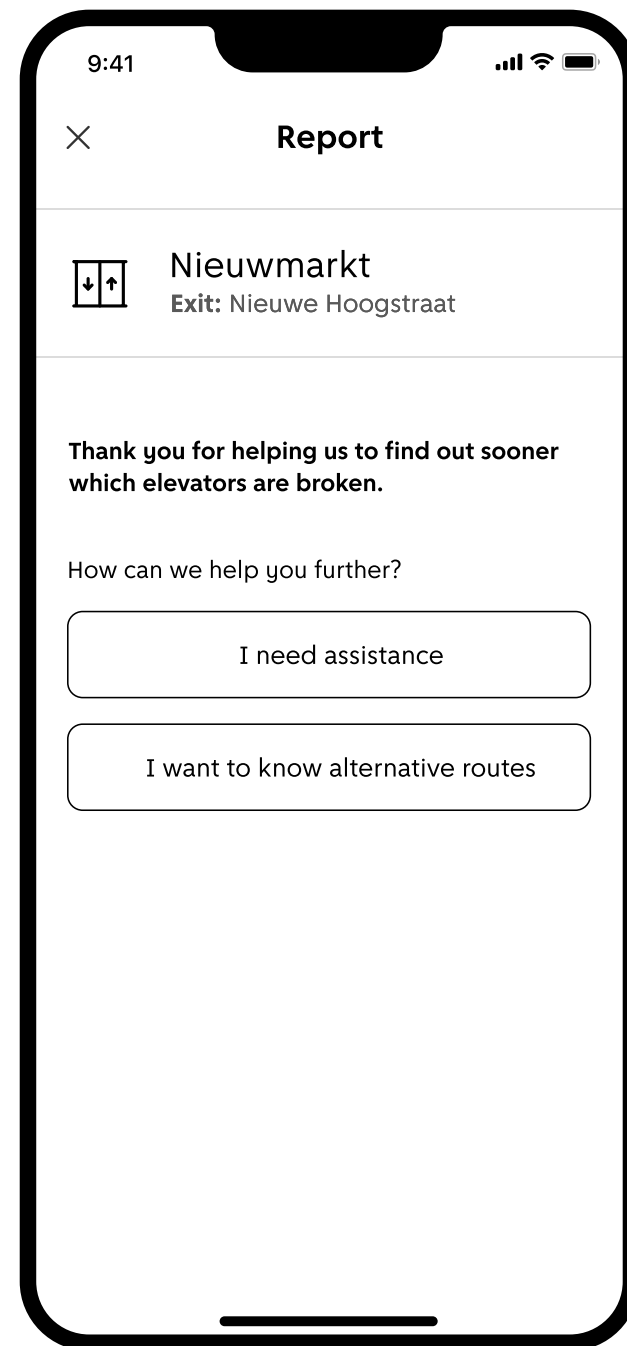 9:41
Report
Nieuwmarkt
Exit: Nieuwe Hoogstraat
Thank you for helping us to find out sooner
which elevators are broken.
How can we help you further?
I need assistance
I want to know alternative routes